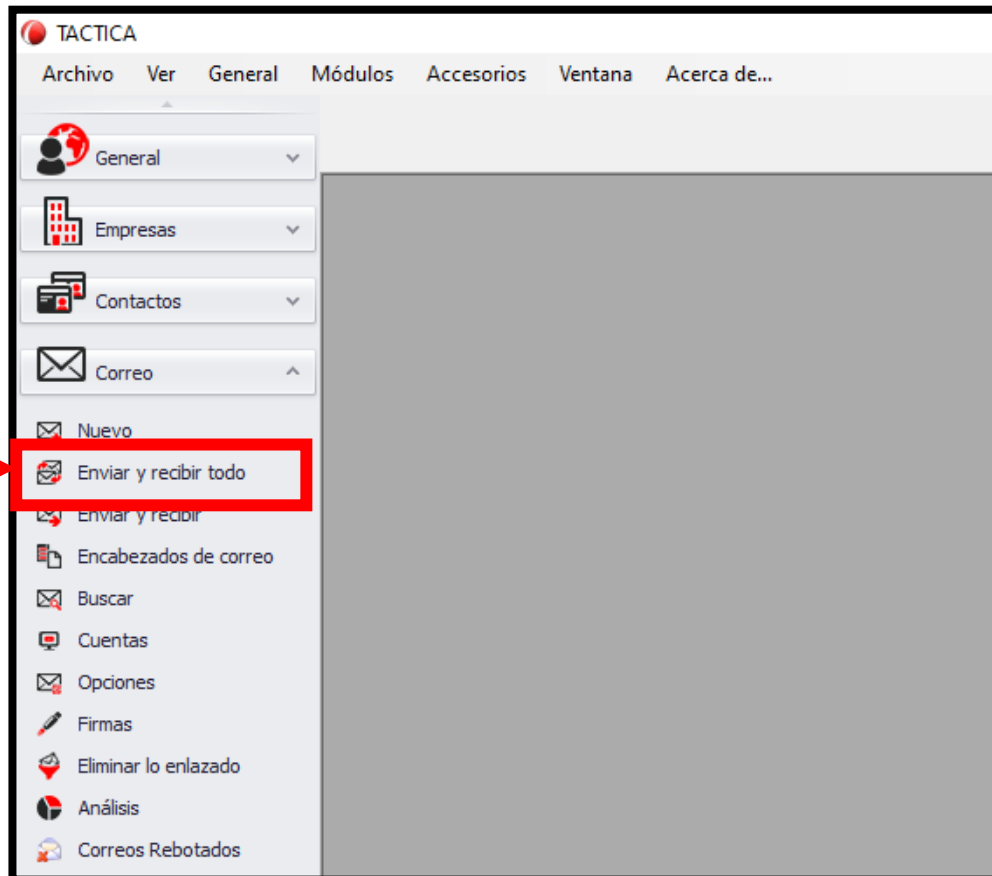 TACTICA
Archivo Ver General Módulos Accesorios Ventana Acerca de...
General
Empresas
Contactos
Correo
Nuevo
Enviar y recibir todo
Enviar y recibir
Encabezados de correo
Buscar
Cuentas
Opciones
Firmas
Eliminar lo enlazado
Análisis
Correos Rebotados